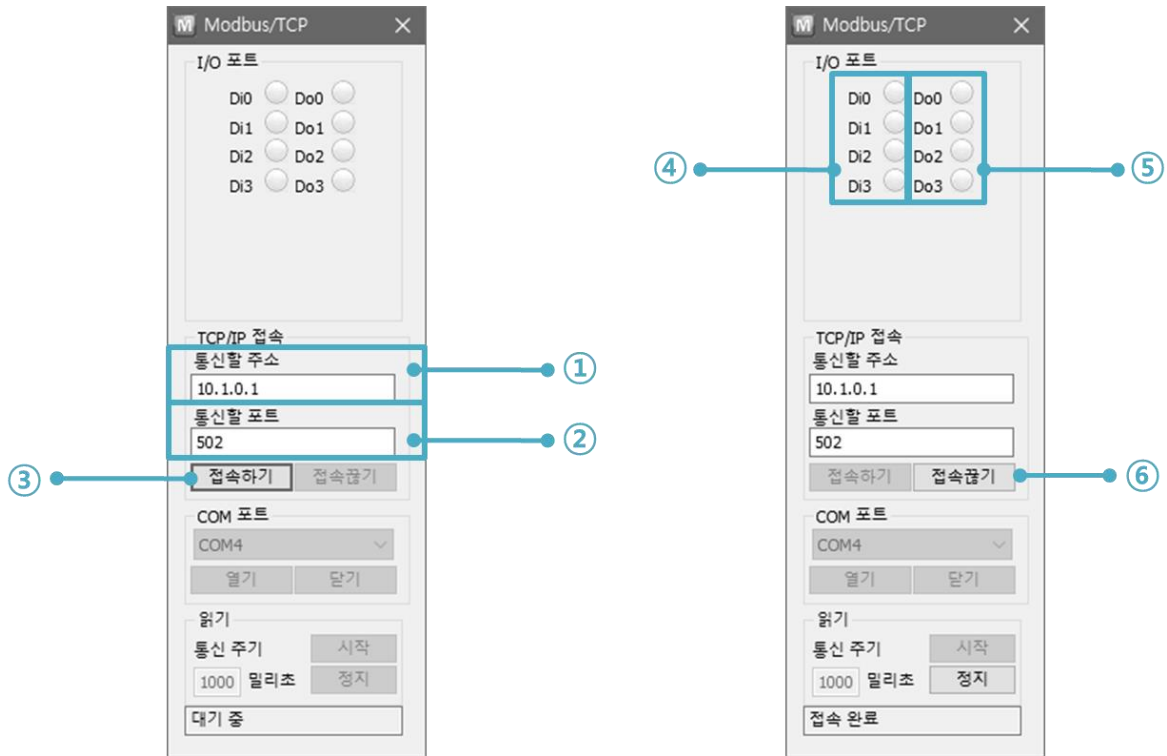 Modbus/TCP
I/O 포트
Di0 Do0
Di1 Do1
Di2 Do2
Di3 Do3
TCP/IP 접속
통신할 주소
10.1.0.1
①
통신할 포트
502
②
③
접속하기 접속끊기
COM 포트
COM4
열기 닫기
읽기
통신 주기 시작
1000 밀리초 정지
대기 중
Modbus/TCP
I/O 포트
Di0 Do0
Di1 Do1
Di2 Do2
Di3 Do3
④
⑤
TCP/IP 접속
통신할 주소
10.1.0.1
통신할 포트
502
접속하기 접속끊기
⑥
COM 포트
COM4
열기 닫기
읽기
통신 주기 시작
1000 밀리초 정지
접속 완료